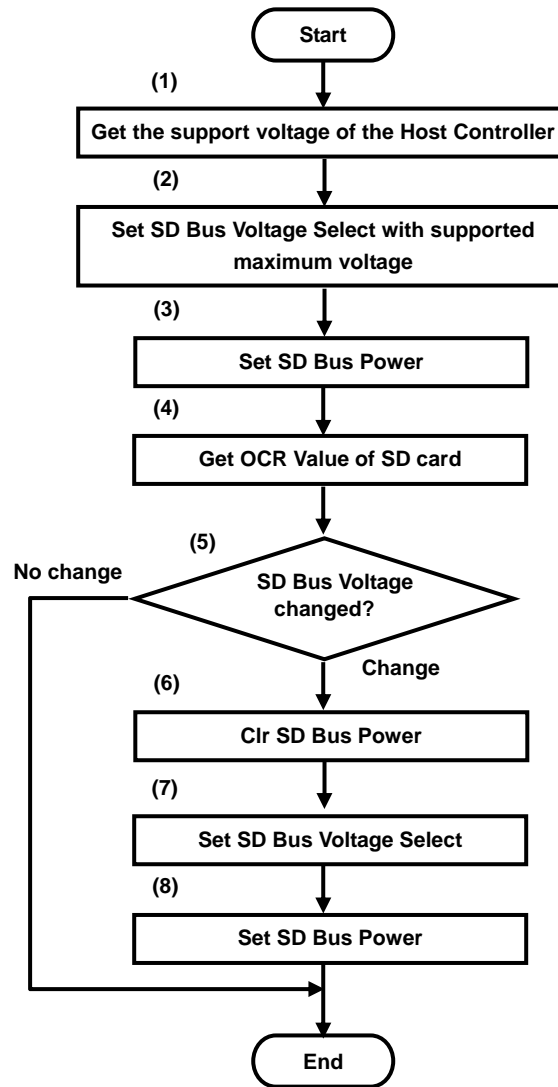 Start
(1)
Get the support voltage of the Host Controller
(2)
Set SD Bus Voltage Select with supported
maximum voltage
(3)
Set SD Bus Power
(4)
Get OCR Value of SD card
(5)
No change
SD Bus Voltage
changed?
Change
(6)
Clr SD Bus Power
(7)
Set SD Bus Voltage Select
(8)
Set SD Bus Power
End